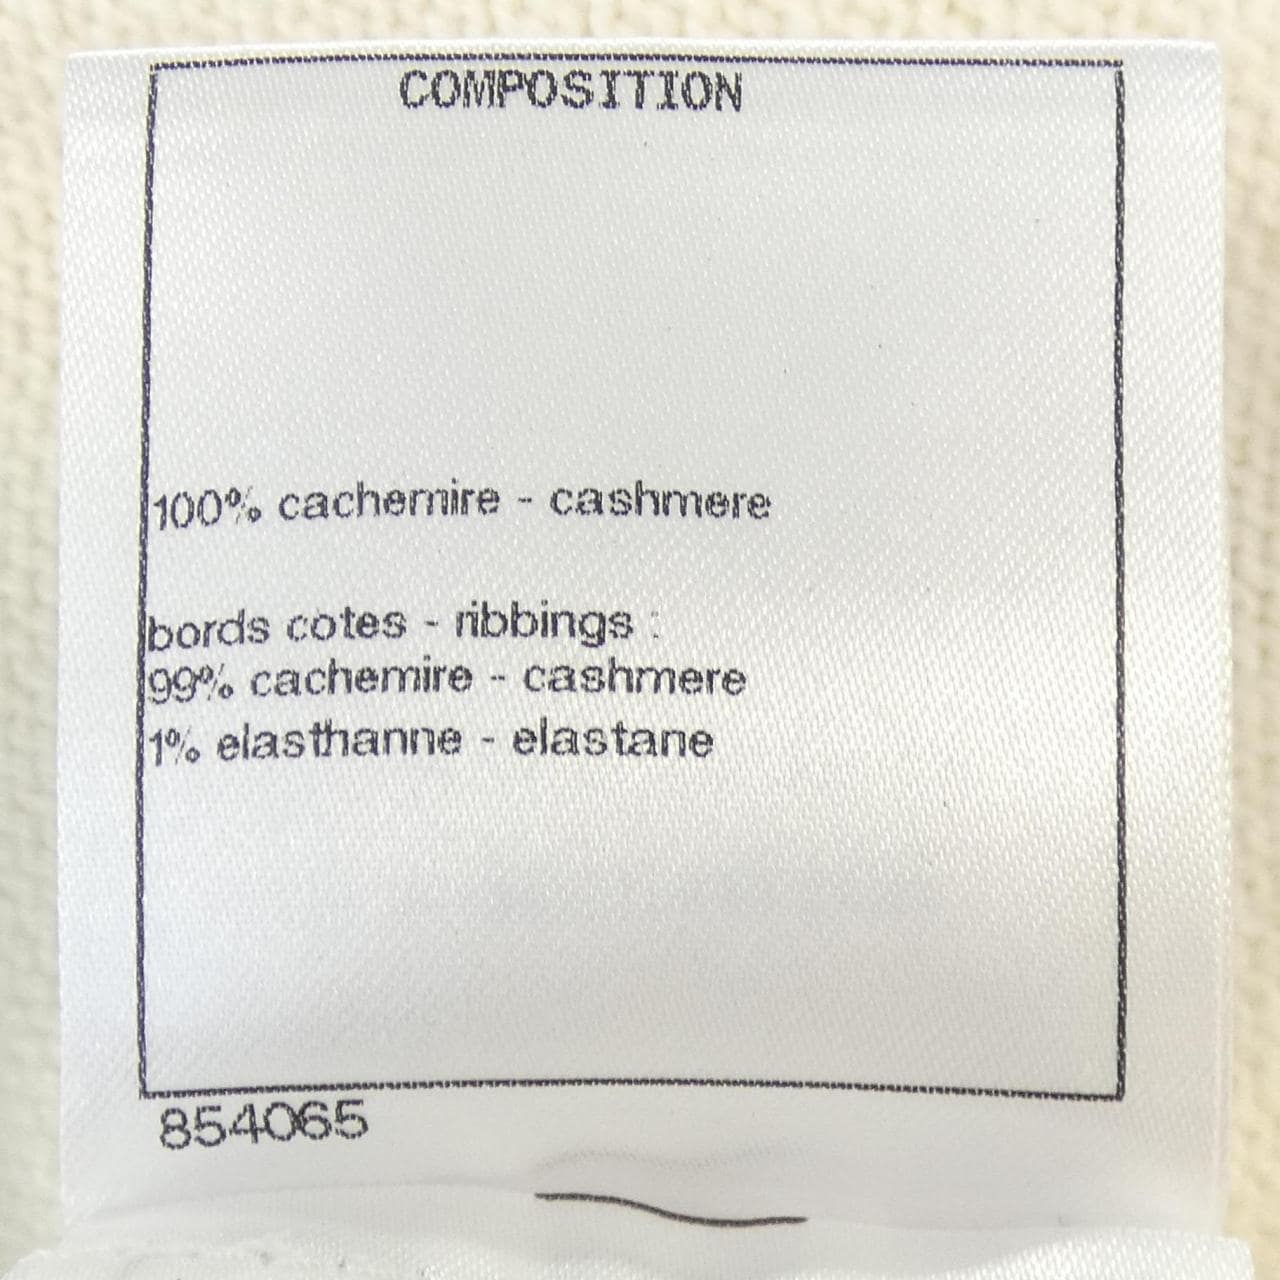 COMPOSITION
100% cachemire - cashmere
bords cotes - ribbings :
99% cachemire - cashmere
1% elasthanne - elastane
854065